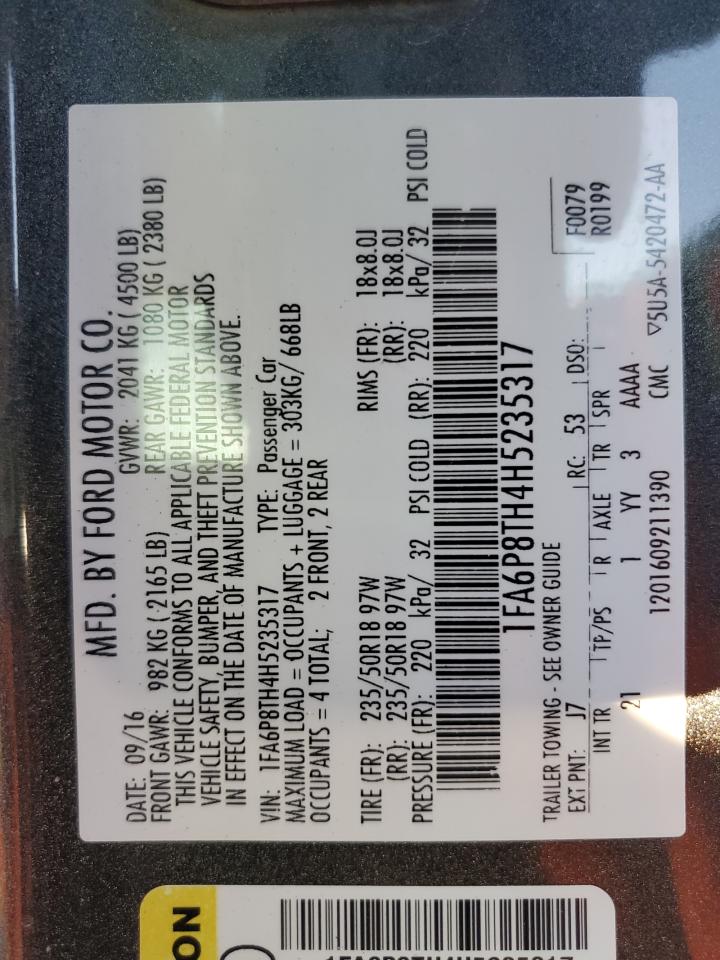 MFD. BY FORD MOTOR CO.
DATE: 09/16 GVWR: 2041 KG ( 4500 LB)
FRONT GAWR: 982 KG ( 2165 LB) REAR GAWR: 1080 KG ( 2380 LB)
THIS VEHICLE CONFORMS TO ALL APPLICABLE FEDERAL MOTOR
VEHICLE SAFETY, BUMPER, AND THEFT PREVENTION STANDARDS
IN EFFECT ON THE DATE OF MANUFACTURE SHOWN ABOVE.
VIN: 1FA6P8TH4H5235317 TYPE: Passenger Car
MAXIMUM LOAD = OCCUPANTS + LUGGAGE = 303KG/ 668LB
OCCUPANTS = 4 TOTAL; 2 FRONT, 2 REAR
TIRE (FR): 235/50R18 97W RIMS (FR): 18x8.0J
(RR): 235/50R18 97W (RR): 18x8.0J
PRESSURE (FR): 220 kPa/ 32 PSI COLD (RR): 220 kPa/ 32 PSI COLD
1FA6P8TH4H5235317
TRAILER TOWING - SEE OWNER GUIDE
F0079
EXT PNT: J7 RC: 53 DSO: R0199
INT TR TP/PS R AXLE TR SPR
21 1 YY 3 AAAA
1201609211390 CMC ▽5U5A-5420472-AA
ON